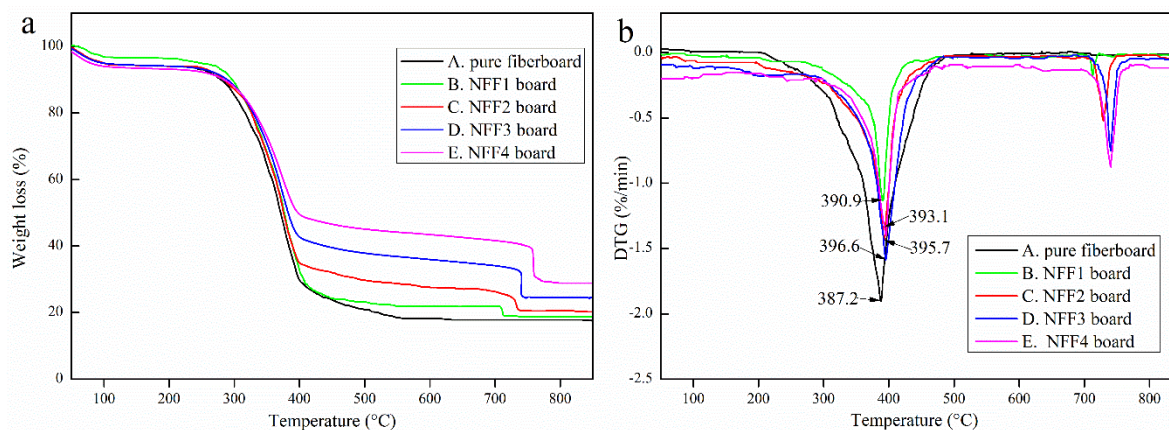 a
Weight loss (%)
100
80
60
40
20
0
100 200 300 400 500 600 700 800
Temperature (°C)
A. pure fiberboard
B. NFF1 board
C. NFF2 board
D. NFF3 board
E. NFF4 board
b
DTG (%/min)
0.0
-0.5
-1.0
-1.5
-2.0
-2.5
100 200 300 400 500 600 700 800
Temperature (°C)
390.9
393.1
396.6
395.7
387.2
A. pure fiberboard
B. NFF1 board
C. NFF2 board
D. NFF3 board
E. NFF4 board